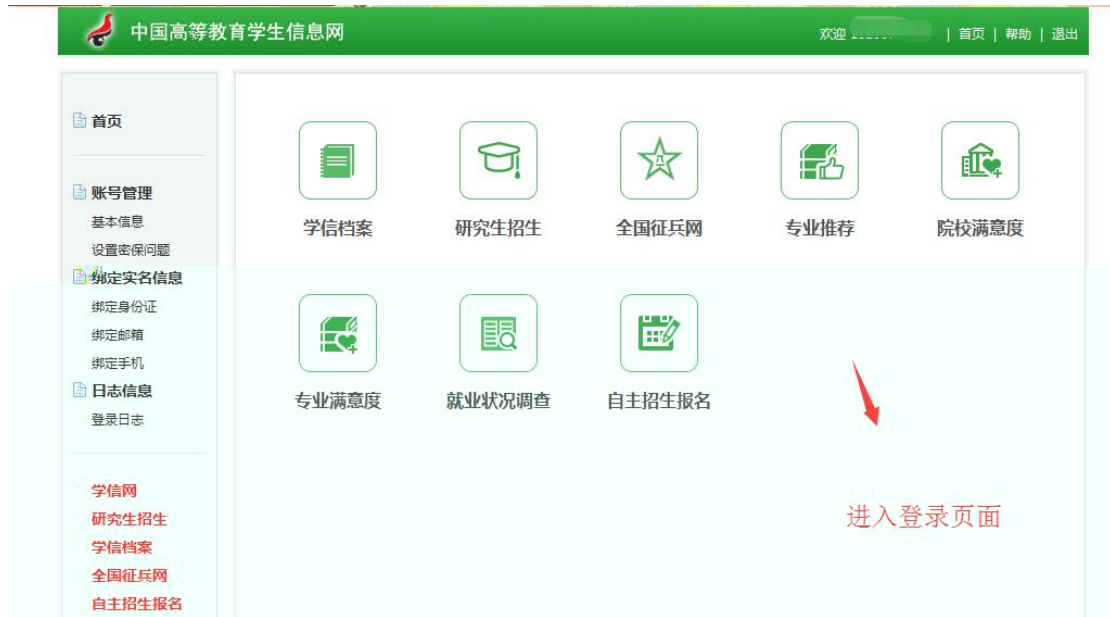 中国高等教育学生信息网
欢迎 | 首页 | 帮助 | 退出
首页
账号管理
基本信息
设置密保问题
绑定实名信息
绑定身份证
绑定邮箱
绑定手机
日志信息
登录日志
学信网
研究生招生
学信档案
全国征兵网
自主招生报名
学信档案 研究生招生 全国征兵网 专业推荐 院校满意度
专业满意度 就业状况调查 自主招生报名
进入登录页面